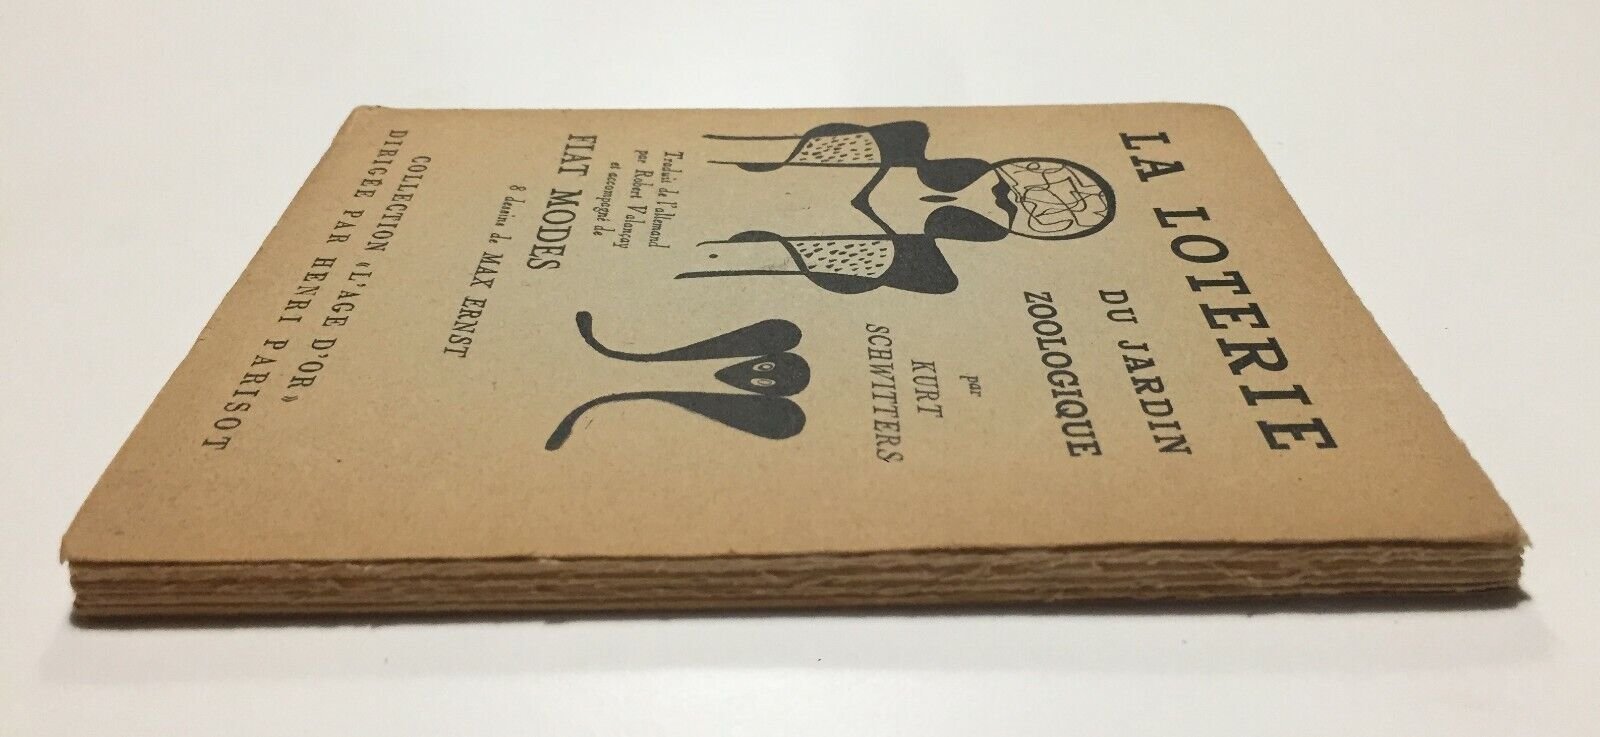 LA LOTERIE
DU JARDIN
ZOOLOGIQUE
par
KURT
SCHWITTERS
Traduit de l'allemand
par Robert Valançay
et accompagné de
FIAT MODES
8 dessins de MAX ERNST
COLLECTION «L'AGE D'OR»
DIRIGÉE PAR HENRI PARISOT